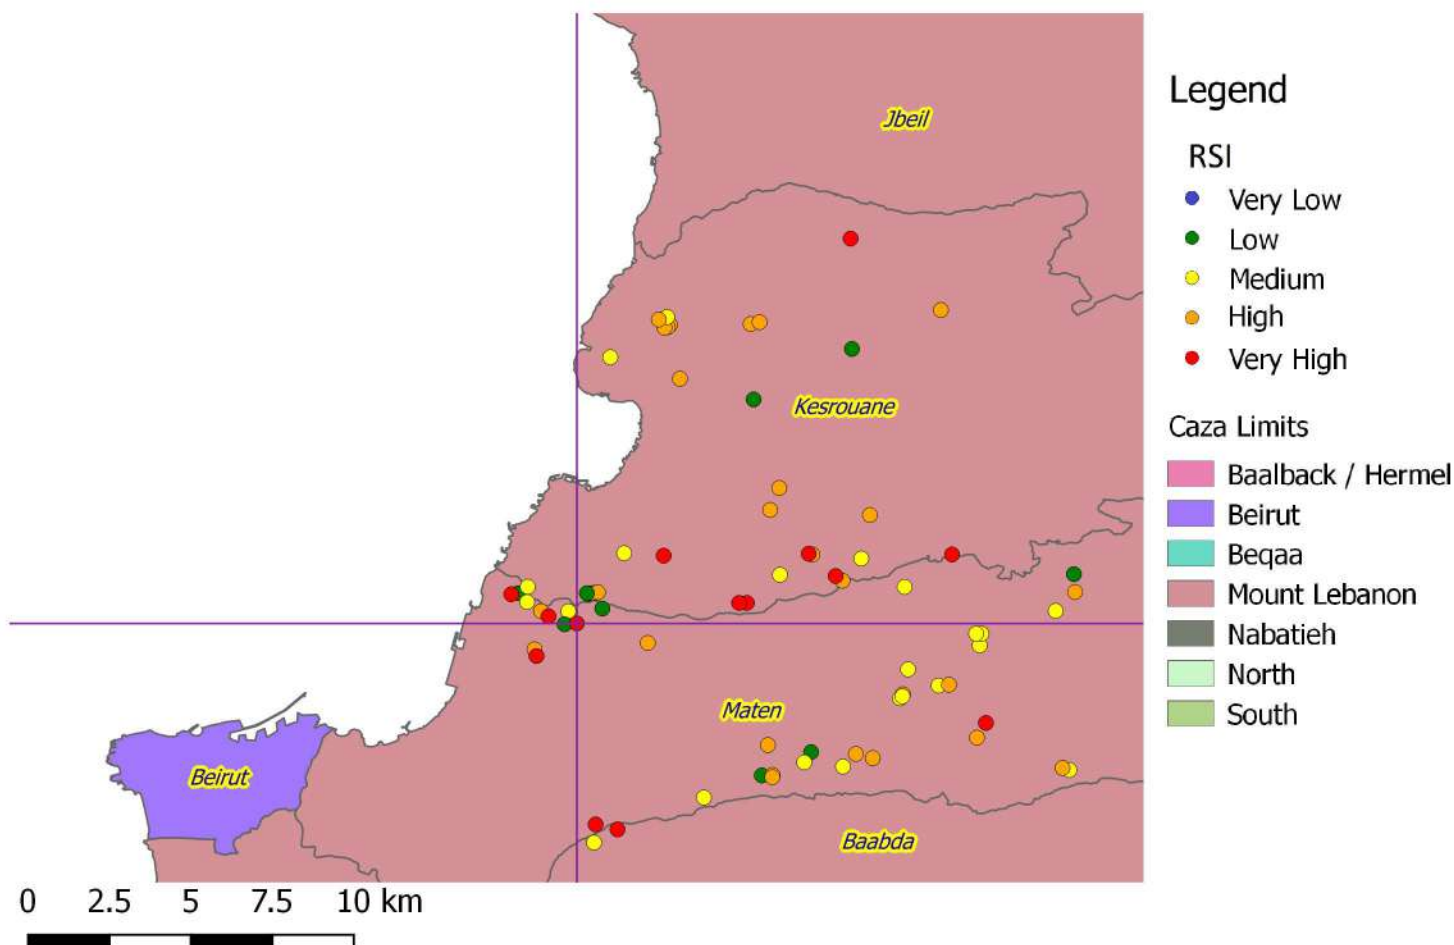 Jbeil
Kesrouane
Maten
Beirut
Baabda
0 2.5 5 7.5 10 km
Legend
RSI
Very Low
Low
Medium
High
Very High
Caza Limits
Baalback / Hermel
Beirut
Beqaa
Mount Lebanon
Nabatieh
North
South